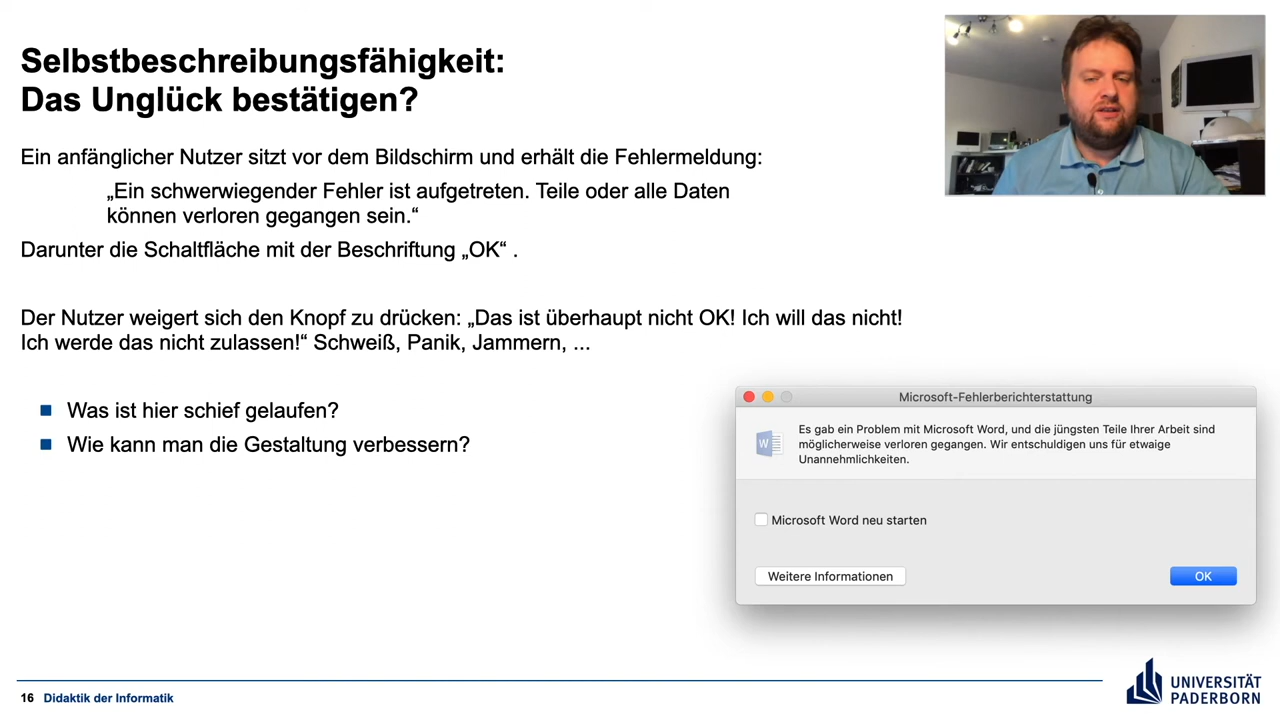 Selbstbeschreibungsfähigkeit:
Das Unglück bestätigen?
Ein anfänglicher Nutzer sitzt vor dem Bildschirm und erhält die Fehlermeldung:
„Ein schwerwiegender Fehler ist aufgetreten. Teile oder alle Daten
können verloren gegangen sein.“
Darunter die Schaltfläche mit der Beschriftung „OK“ .
Der Nutzer weigert sich den Knopf zu drücken: „Das ist überhaupt nicht OK! Ich will das nicht!
Ich werde das nicht zulassen!“ Schweiß, Panik, Jammern, ...
Was ist hier schief gelaufen?
Wie kann man die Gestaltung verbessern?
Microsoft-Fehlerberichterstattung
Es gab ein Problem mit Microsoft Word, und die jüngsten Teile Ihrer Arbeit sind
möglicherweise verloren gegangen. Wir entschuldigen uns für etwaige
Unannehmlichkeiten.
W
Microsoft Word neu starten
Weitere Informationen
OK
16 Didaktik der Informatik
UNIVERSITÄT
PADERBORN